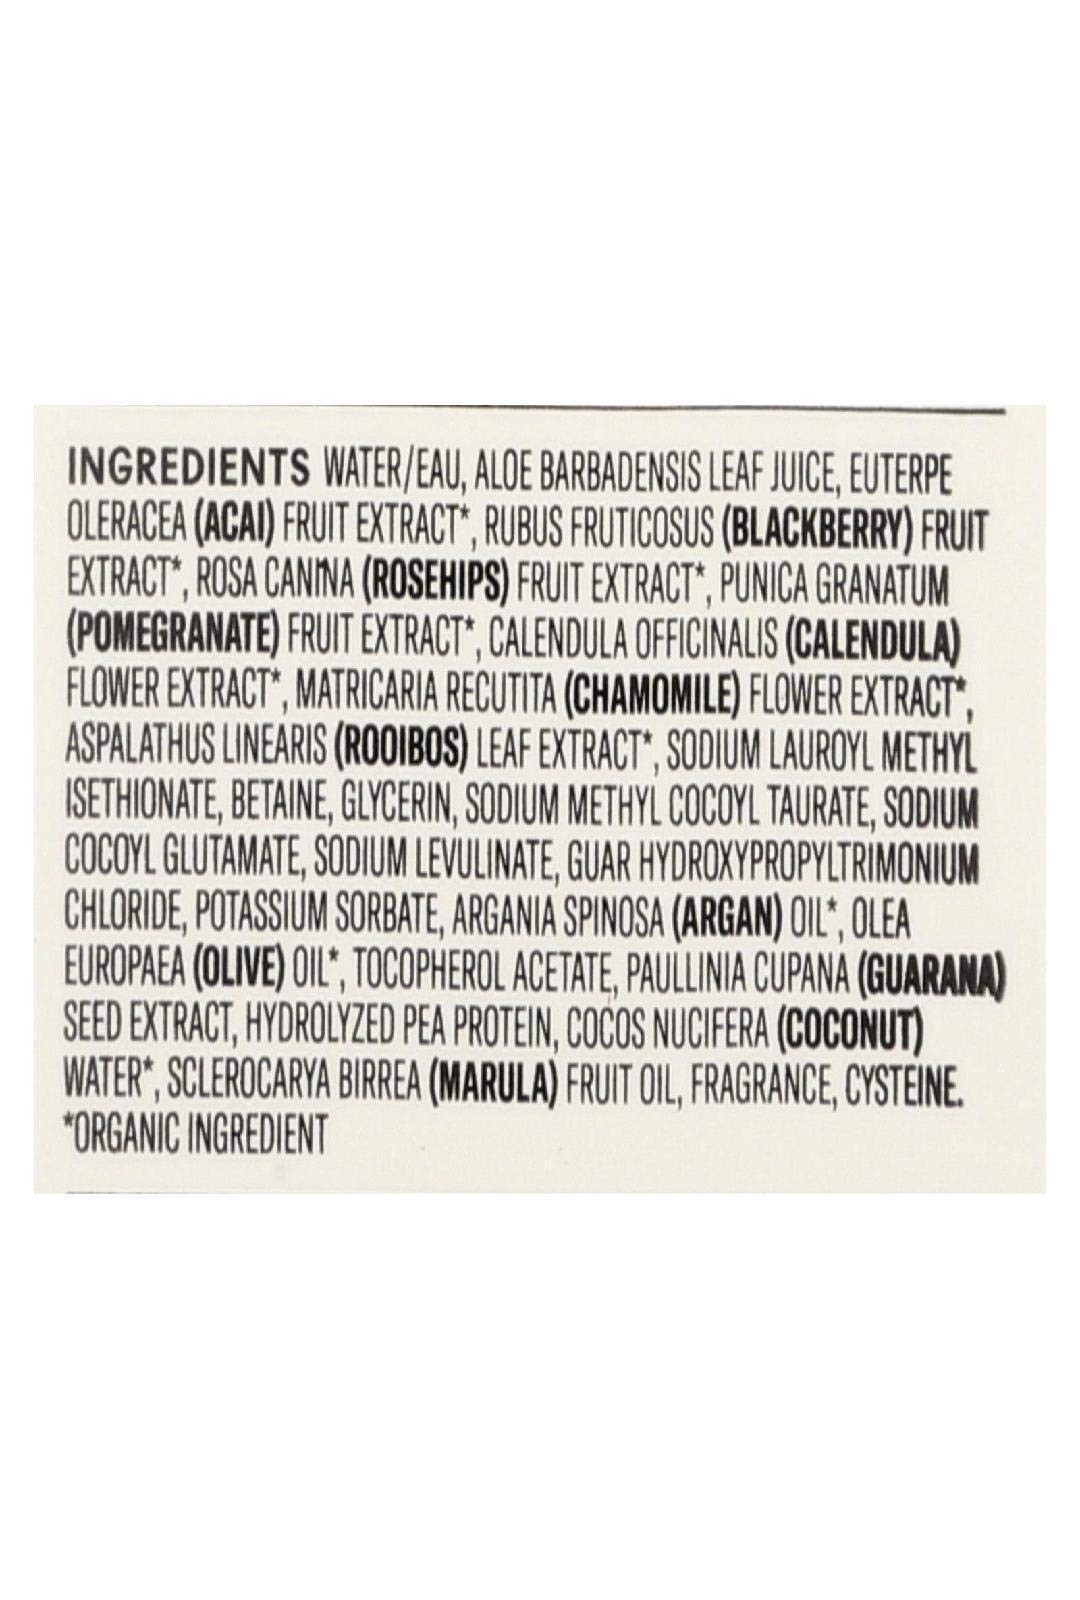 INGREDIENTS WATER/EAU, ALOE BARBADENSIS LEAF JUICE, EUTERPE
OLERACEA (ACAI) FRUIT EXTRACT*, RUBUS FRUTICOSUS (BLACKBERRY) FRUIT
EXTRACT*, ROSA CANINA (ROSEHIPS) FRUIT EXTRACT*, PUNICA GRANATUM
(POMEGRANATE) FRUIT EXTRACT*, CALENDULA OFFICINALIS (CALENDULA)
FLOWER EXTRACT*, MATRICARIA RECUTITA (CHAMOMILE) FLOWER EXTRACT*,
ASPALATHUS LINEARIS (ROOIBOS) LEAF EXTRACT*, SODIUM LAUROYL METHYL
ISETHIONATE, BETAINE, GLYCERIN, SODIUM METHYL COCOYL TAURATE, SODIUM
COCOYL GLUTAMATE, SODIUM LEVULINATE, GUAR HYDROXYPROPYLTRIMONIUM
CHLORIDE, POTASSIUM SORBATE, ARGANIA SPINOSA (ARGAN) OIL*, OLEA
EUROPAEA (OLIVE) OIL*, TOCOPHEROL ACETATE, PAULLINIA CUPANA (GUARANA)
SEED EXTRACT, HYDROLYZED PEA PROTEIN, COCOS NUCIFERA (COCONUT)
WATER*, SCLEROCARYA BIRREA (MARULA) FRUIT OIL, FRAGRANCE, CYSTEINE.
*ORGANIC INGREDIENT